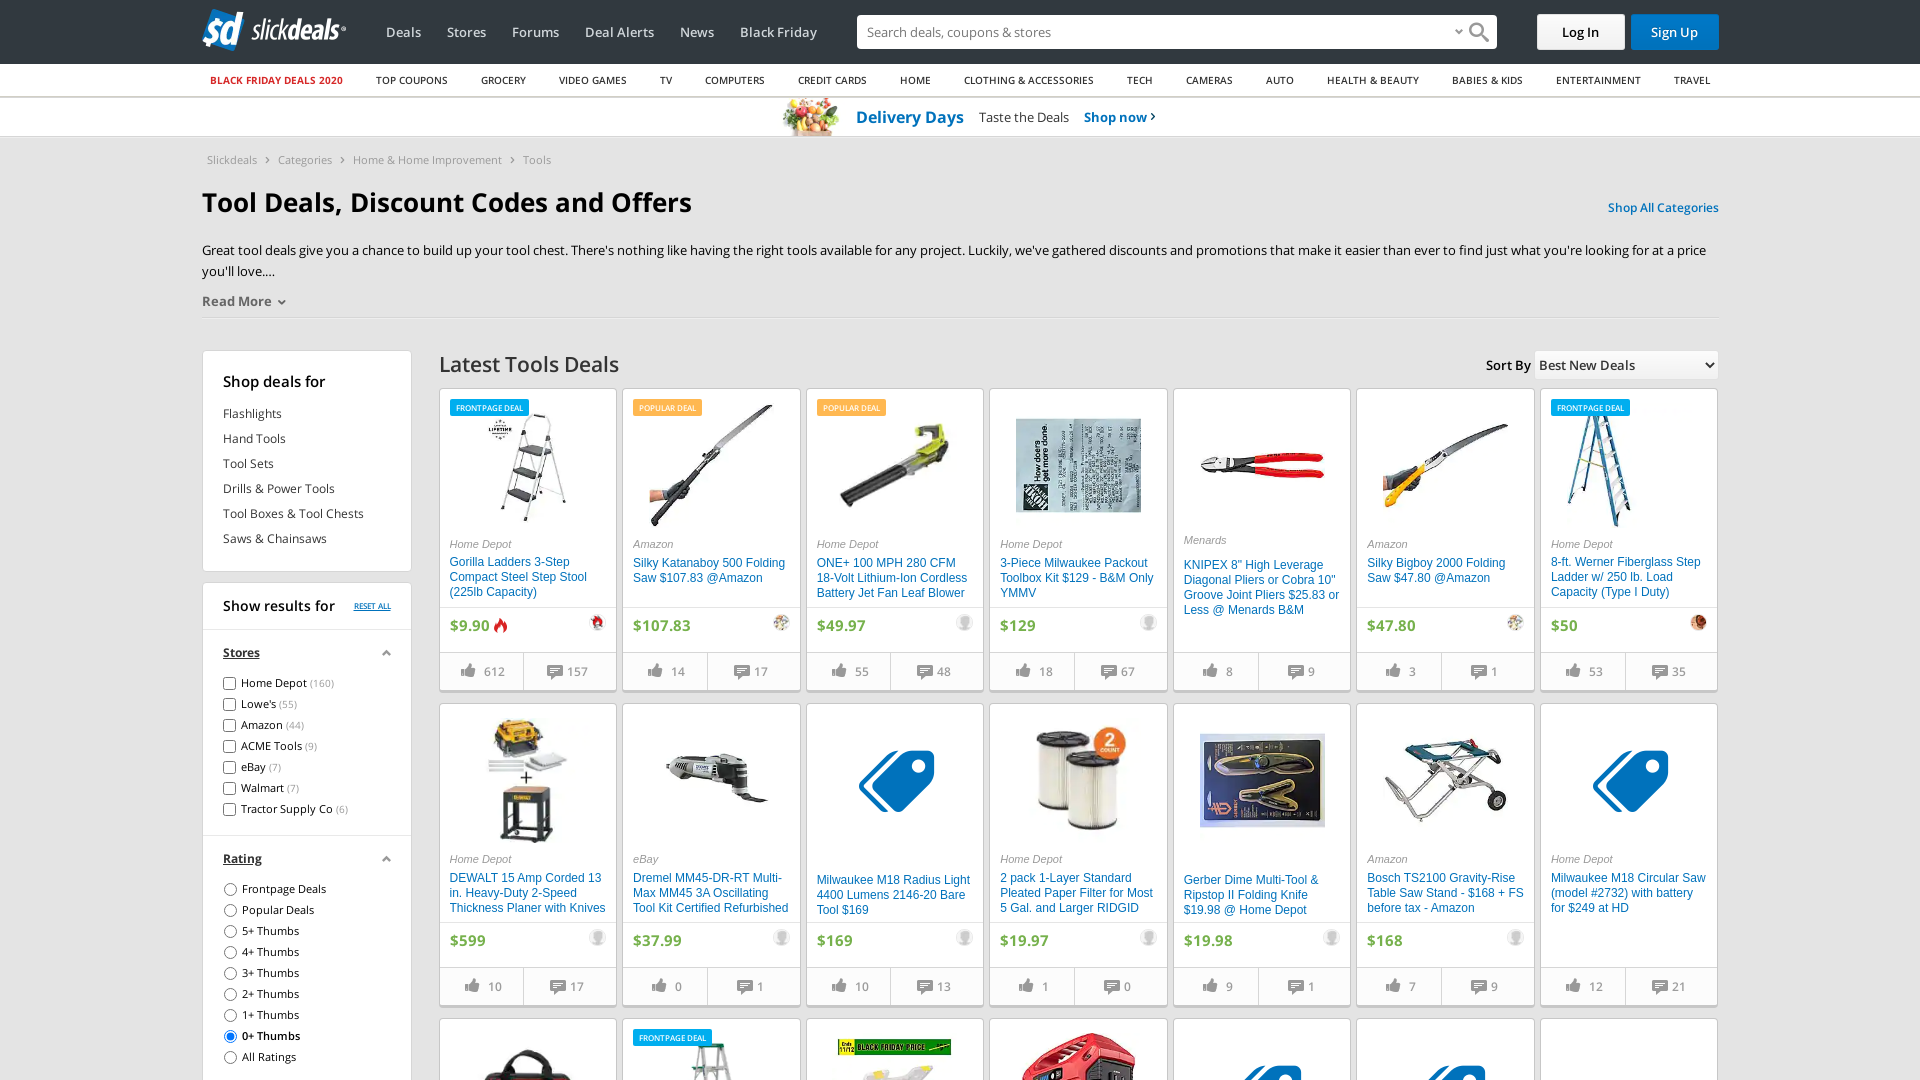 slickdeals
Deals
Stores
Forums
Deal Alerts
News
Black Friday
Search deals, coupons & stores
Log In
Sign Up
BLACK FRIDAY DEALS 2020
TOP COUPONS
GROCERY
VIDEO GAMES
TV
COMPUTERS
CREDIT CARDS
HOME
CLOTHING & ACCESSORIES
TECH
CAMERAS
AUTO
HEALTH & BEAUTY
BABIES & KIDS
ENTERTAINMENT
TRAVEL
Delivery Days Taste the Deals Shop now
Slickdeals > Categories > Home & Home Improvement > Tools
Tool Deals, Discount Codes and Offers
Shop All Categories
Great tool deals give you a chance to build up your tool chest. There's nothing like having the right tools available for any project. Luckily, we've gathered discounts and promotions that make it easier than ever to find just what you're looking for at a price
you'll love....
Read More
Shop deals for
Flashlights
Hand Tools
Tool Sets
Drills & Power Tools
Tool Boxes & Tool Chests
Saws & Chainsaws
Show results for
RESET ALL
Stores
Home Depot (160)
Lowe's (55)
Amazon (44)
ACME Tools (9)
eBay (7)
Walmart (7)
Tractor Supply Co (6)
Rating
Frontpage Deals
Popular Deals
5+ Thumbs
4+ Thumbs
3+ Thumbs
2+ Thumbs
1+ Thumbs
0+ Thumbs
All Ratings
Latest Tools Deals
Sort By Best New Deals
FRONTPAGE DEAL
LIFETIME
Home Depot
Gorilla Ladders 3-Step
Compact Steel Step Stool
(225lb Capacity)
$9.90
612
157
POPULAR DEAL
Amazon
Silky Katanaboy 500 Folding
Saw $107.83 @Amazon
$107.83
14
17
POPULAR DEAL
Home Depot
ONE+ 100 MPH 280 CFM
18-Volt Lithium-Ion Cordless
Battery Jet Fan Leaf Blower
$49.97
55
48
How doers
get more done.
Home Depot
3-Piece Milwaukee Packout
Toolbox Kit $129 - B&M Only
YMMV
$129
18
67
Menards
KNIPEX 8" High Leverage
Diagonal Pliers or Cobra 10"
Groove Joint Pliers $25.83 or
Less @ Menards B&M
8
9
Amazon
Silky Bigboy 2000 Folding
Saw $47.80 @Amazon
$47.80
3
1
FRONTPAGE DEAL
Home Depot
8-ft. Werner Fiberglass Step
Ladder w/ 250 lb. Load
Capacity (Type I Duty)
$50
53
35
Home Depot
DEWALT 15 Amp Corded 13
in. Heavy-Duty 2-Speed
Thickness Planer with Knives
$599
10
17
eBay
Dremel MM45-DR-RT Multi-
Max MM45 3A Oscillating
Tool Kit Certified Refurbished
$37.99
0
1
Milwaukee M18 Radius Light
4400 Lumens 2146-20 Bare
Tool $169
$169
10
13
2
COUNT
Home Depot
2 pack 1-Layer Standard
Pleated Paper Filter for Most
5 Gal. and Larger RIDGID
$19.97
1
0
Gerber Dime Multi-Tool &
Ripstop II Folding Knife
$19.98 @ Home Depot
$19.98
9
1
Amazon
Bosch TS2100 Gravity-Rise
Table Saw Stand - $168 + FS
before tax - Amazon
$168
7
9
Home Depot
Milwaukee M18 Circular Saw
(model #2732) with battery
for $249 at HD
12
21
FRONTPAGE DEAL
Ends
11/12
BLACK FRIDAY PRICE